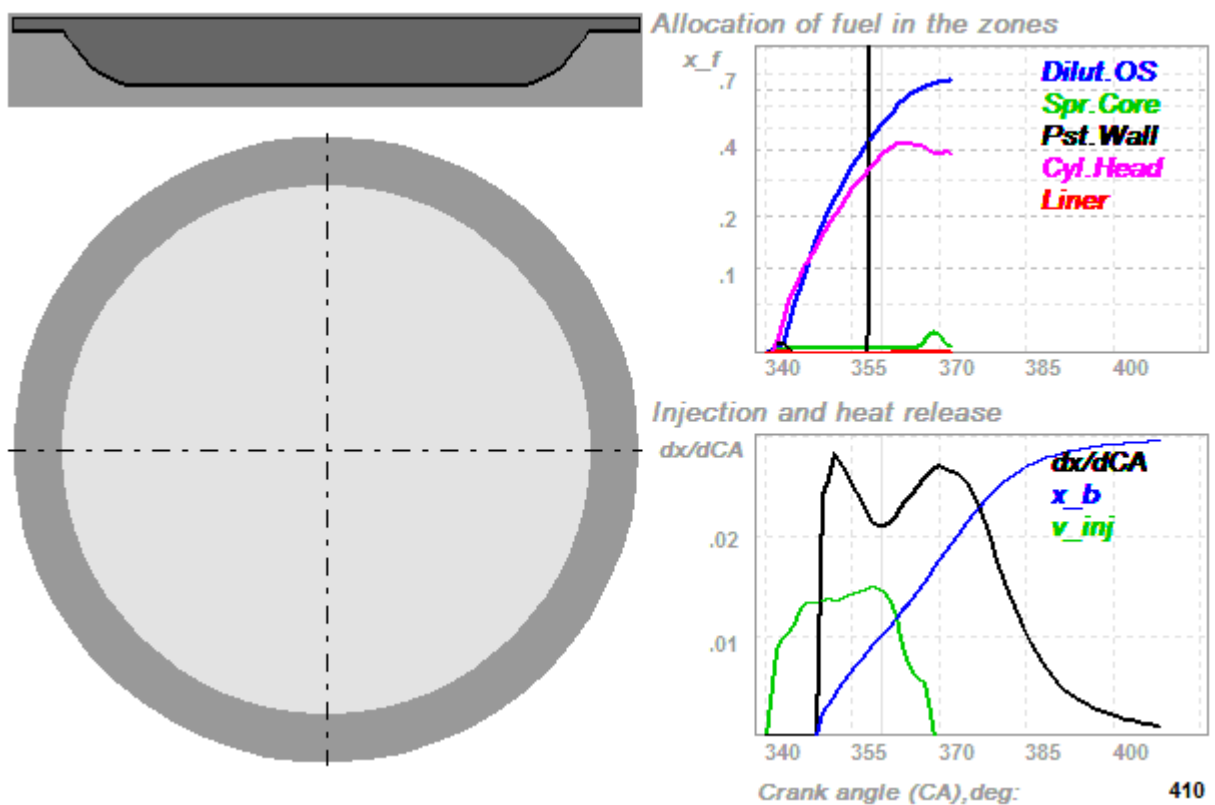 Allocation of fuel in the zones
x_f
Dilut.OS
Spr.Core
Pst.Wall
Cyl.Head
Liner
.7
.4
.2
.1
340 355 370 385 400
Injection and heat release
dx/dCA
dx/dCA
x_b
v_inj
.02
.01
340 355 370 385 400
Crank angle (CA),deg: 410